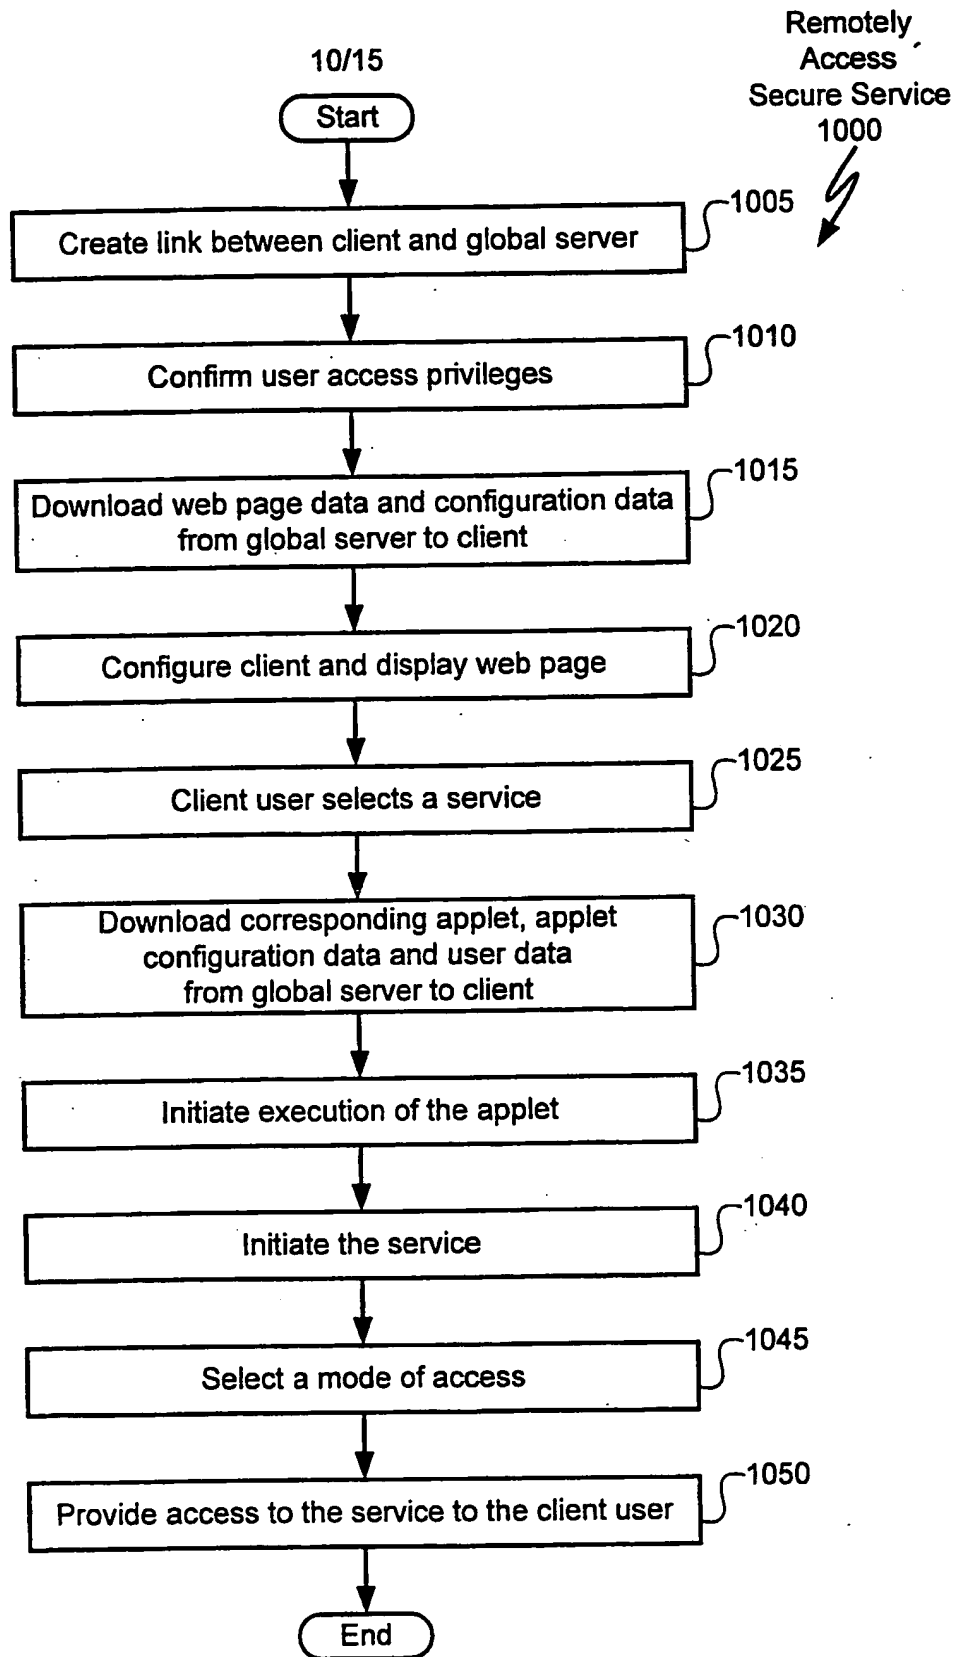 10/15
Remotely
Access
Secure Service
1000
Start
Create link between client and global server
1005
Confirm user access privileges
1010
Download web page data and configuration data
from global server to client
1015
Configure client and display web page
1020
Client user selects a service
1025
Download corresponding applet, applet
configuration data and user data
from global server to client
1030
Initiate execution of the applet
1035
Initiate the service
1040
Select a mode of access
1045
Provide access to the service to the client user
1050
End